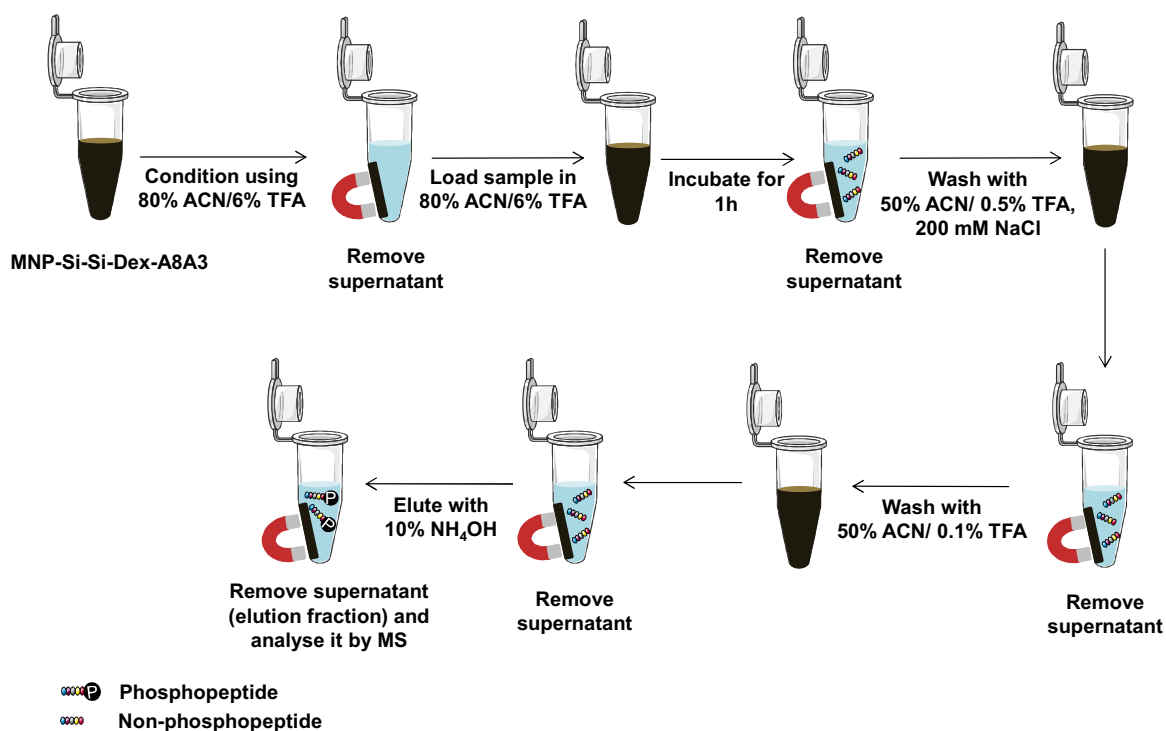 Condition using
80% ACN/6% TFA
Load sample in
80% ACN/6% TFA
Incubate for
1h
Wash with
50% ACN/ 0.5% TFA,
200 mM NaCl
MNP-Si-Si-Dex-A8A3
Remove
supernatant
Remove
supernatant
P
P
Elute with
10% NH₄OH
Wash with
50% ACN/ 0.1% TFA
Remove supernatant
(elution fraction) and
analyse it by MS
Remove
supernatant
Remove
supernatant
P Phosphopeptide
Non-phosphopeptide